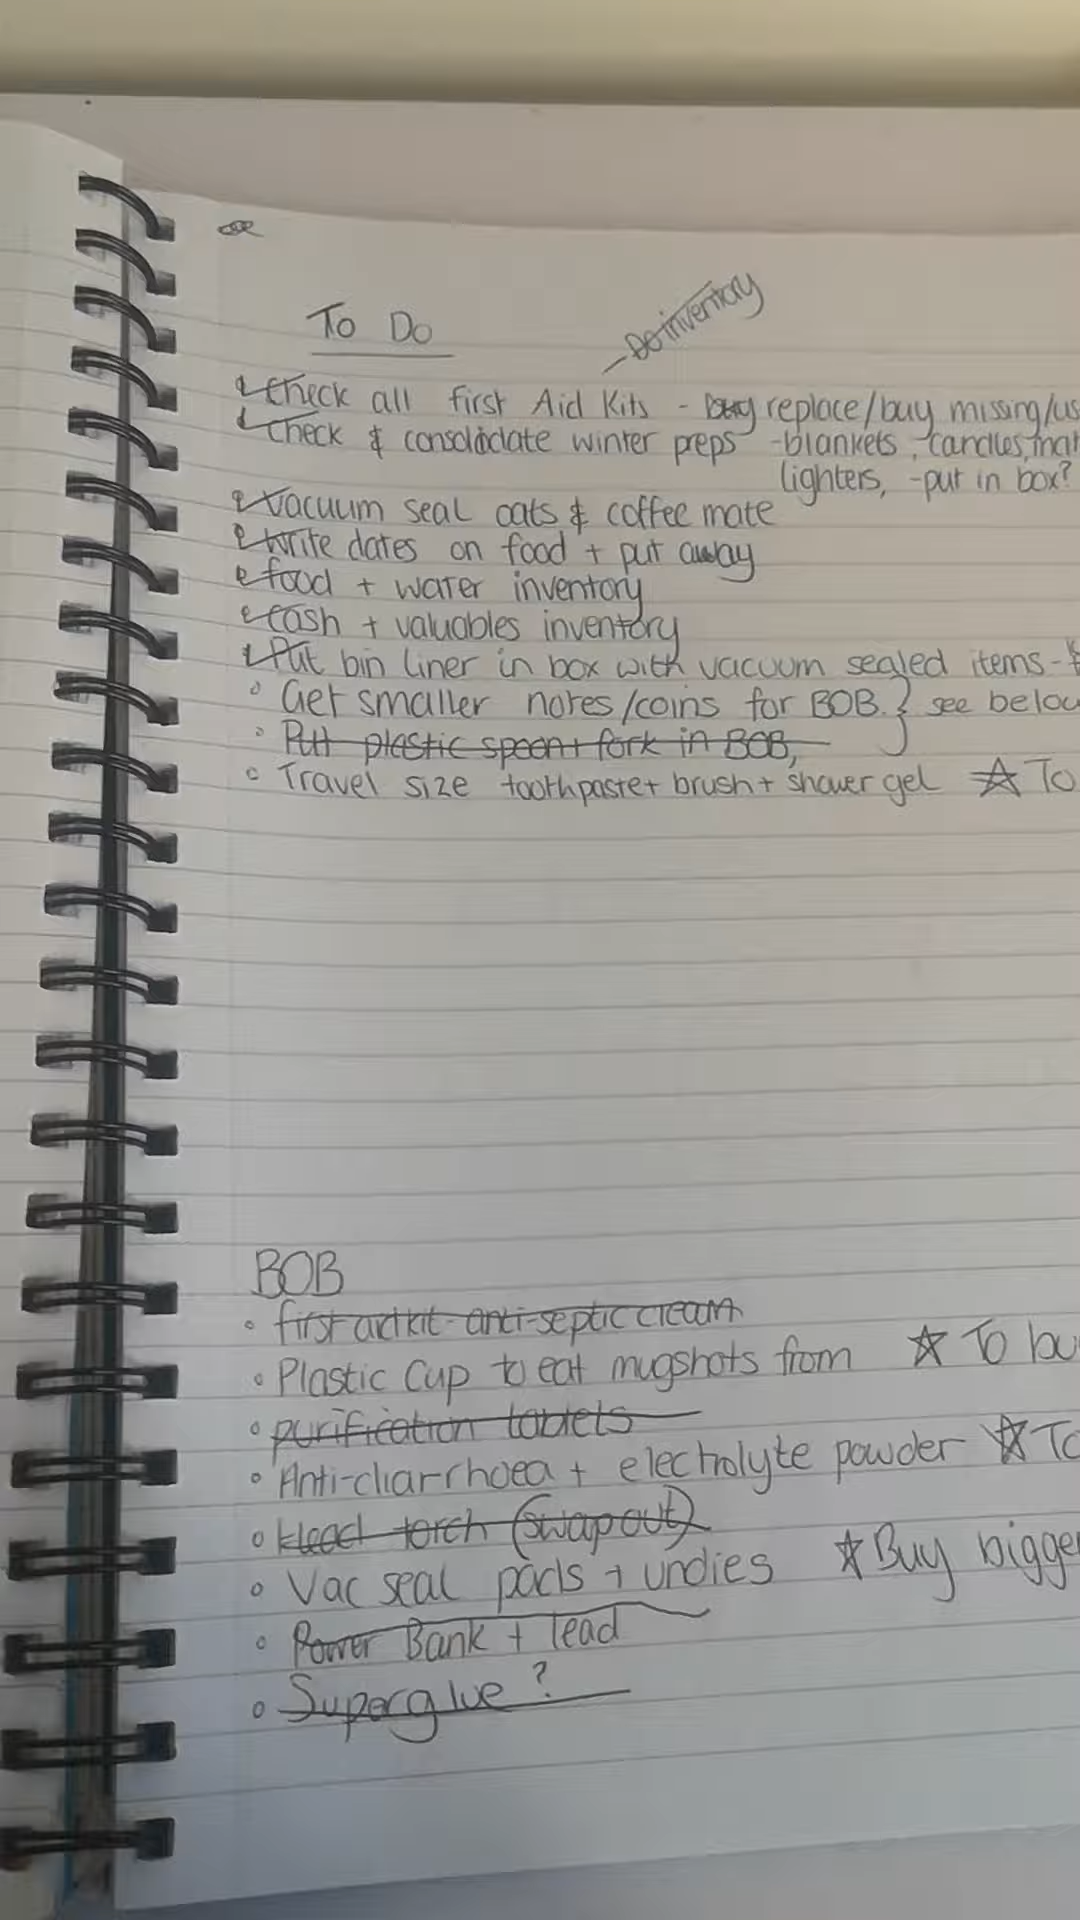 To Do
- Do inventory
Check all first Aid Kits - buy replace/buy missing/us
Check & consolidate winter preps - blankets, candles, mat
lighters, - put in box?
Vacuum seal oats & coffee mate
Write dates on food + put away
food + water inventory
Cash + valuables inventory
Put bin liner in box with vacuum sealed items -
• Get smaller notes/coins for BOB. } see below
• Put plastic spoon + fork in BOB,
• Travel size toothpaste + brush + shower gel ☆ To
BOB
• first aid kit - anti-septic cream
• Plastic Cup to eat mugshots from ☆ To bu
• purification tablets
• Anti-diarrhoea + electrolyte powder ☆ To
• Head torch (swap out)
• Vac seal pads + undies ☆ Buy bigger
• Power Bank + lead
• Superglue?